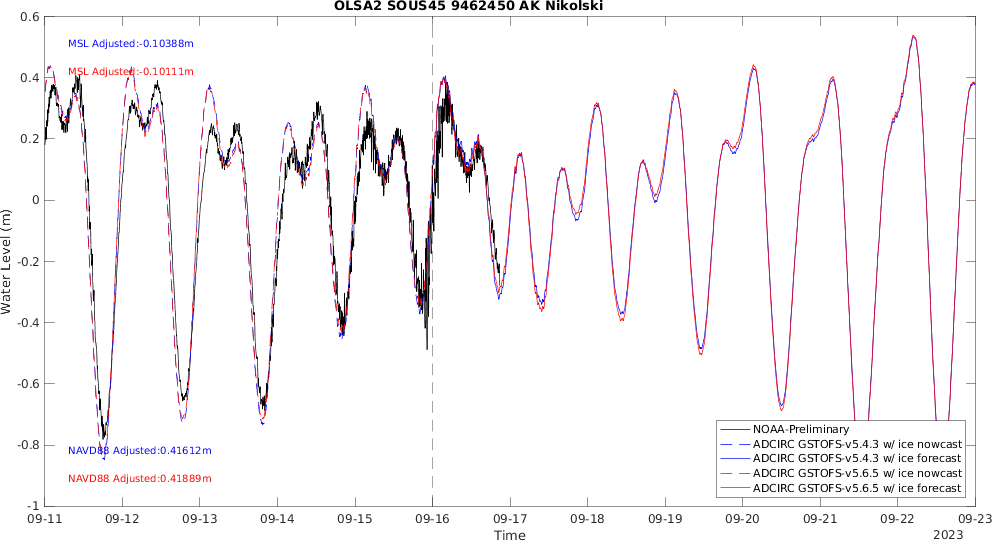 OLSA2 SOUS45 9462450 AK Nikolski
0.6
0.4
0.2
0
-0.2
-0.4
-0.6
-0.8
-1
Water Level (m)
MSL Adjusted:-0.10388m
MSL Adjusted:-0.10111m
NAVD88 Adjusted:0.41612m
NAVD88 Adjusted:0.41889m
NOAA-Preliminary
ADCIRC GSTOFS-v5.4.3 w/ ice nowcast
ADCIRC GSTOFS-v5.4.3 w/ ice forecast
ADCIRC GSTOFS-v5.6.5 w/ ice nowcast
ADCIRC GSTOFS-v5.6.5 w/ ice forecast
09-11 09-12 09-13 09-14 09-15 09-16 09-17 09-18 09-19 09-20 09-21 09-22 09-23
Time
2023